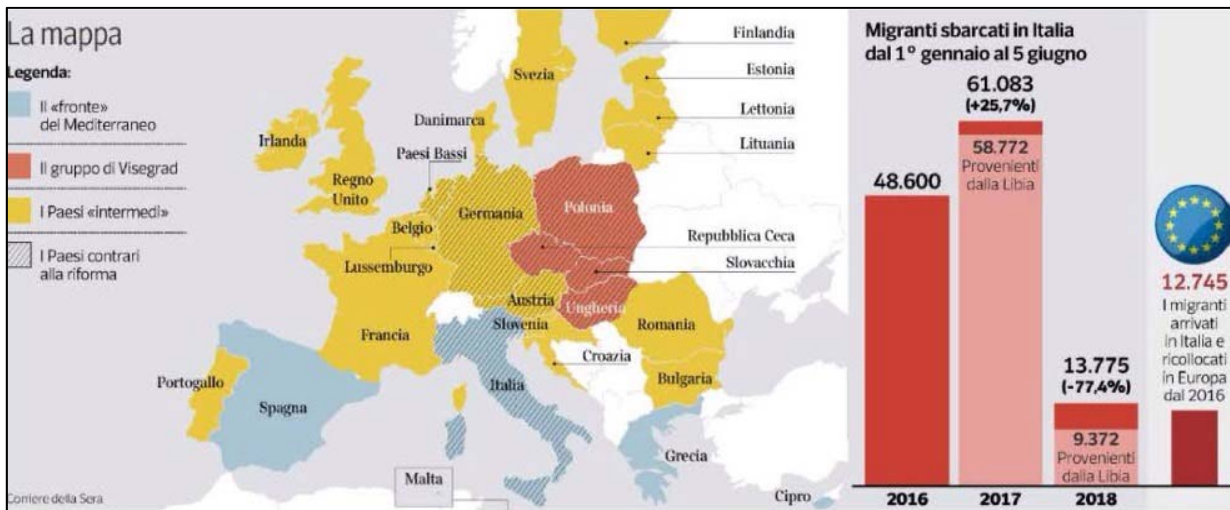 La mappa
Legenda:
Il «fronte»
del Mediterraneo
Il gruppo di Visegrad
I Paesi «intermedi»
I Paesi contrari
alla riforma
Finlandia
Svezia
Estonia
Lettonia
Danimarca
Lituania
Irlanda
Paesi Bassi
Regno
Unito
Germania
Polonia
Belgio
Repubblica Ceca
Lussemburgo
Slovacchia
Austria
Ungheria
Slovenia
Romania
Francia
Croazia
Portogallo
Bulgaria
Italia
Spagna
Grecia
Malta
Cipro
Corriere della Sera
Migranti sbarcati in Italia
dal 1° gennaio al 5 giugno
61.083
(+25,7%)
58.772
Provenienti
dalla Libia
48.600
13.775
(-77,4%)
9.372
Provenienti
dalla Libia
2016
2017
2018
12.745
I migranti
arrivati
in Italia e
ricollocati
in Europa
dal 2016